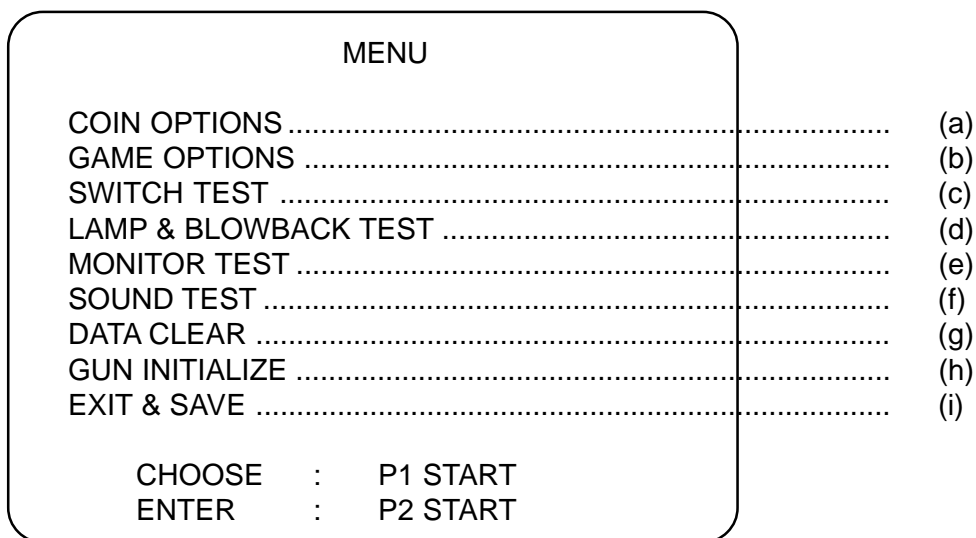 MENU
COIN OPTIONS ........................................................................... (a)
GAME OPTIONS ......................................................................... (b)
SWITCH TEST ............................................................................ (c)
LAMP & BLOWBACK TEST ....................................................... (d)
MONITOR TEST .......................................................................... (e)
SOUND TEST .............................................................................. (f)
DATA CLEAR ............................................................................... (g)
GUN INITIALIZE .......................................................................... (h)
EXIT & SAVE ............................................................................... (i)
CHOOSE : P1 START
ENTER : P2 START